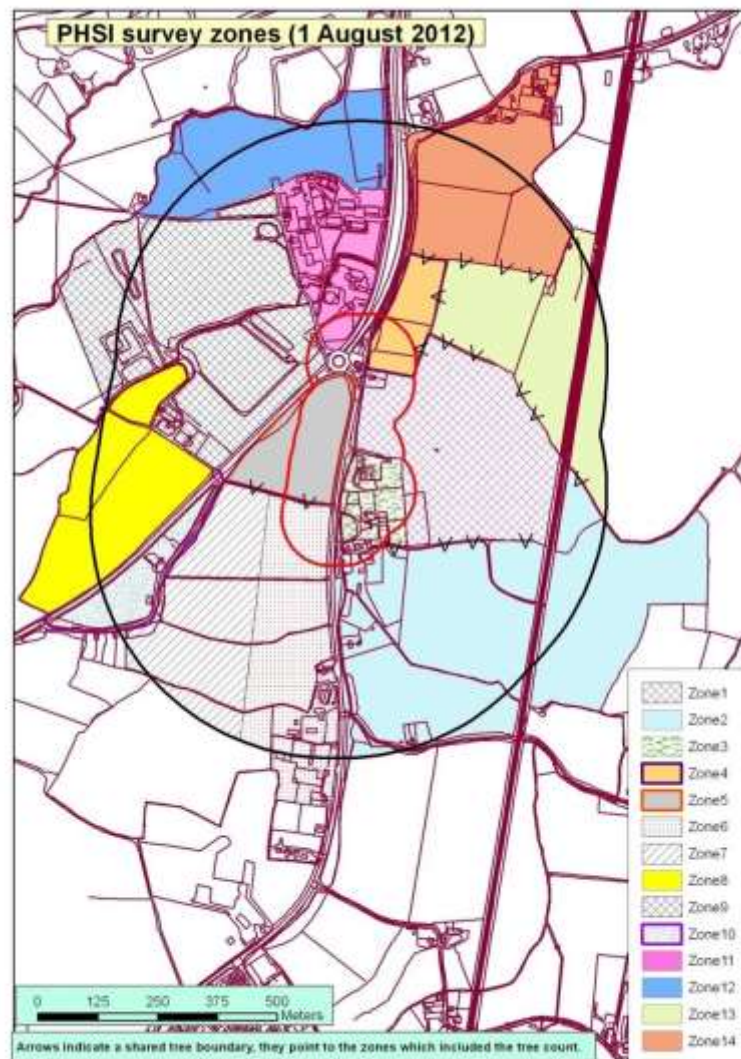 PHSI survey zones (1 August 2012)
Zone1
Zone2
Zone3
Zone4
Zone5
Zone6
Zone7
Zone8
Zone9
Zone10
Zone11
Zone12
Zone13
Zone14
0 125 250 375 500
Meters
Arrows indicate a shared tree boundary, they point to the zones which included the tree count.